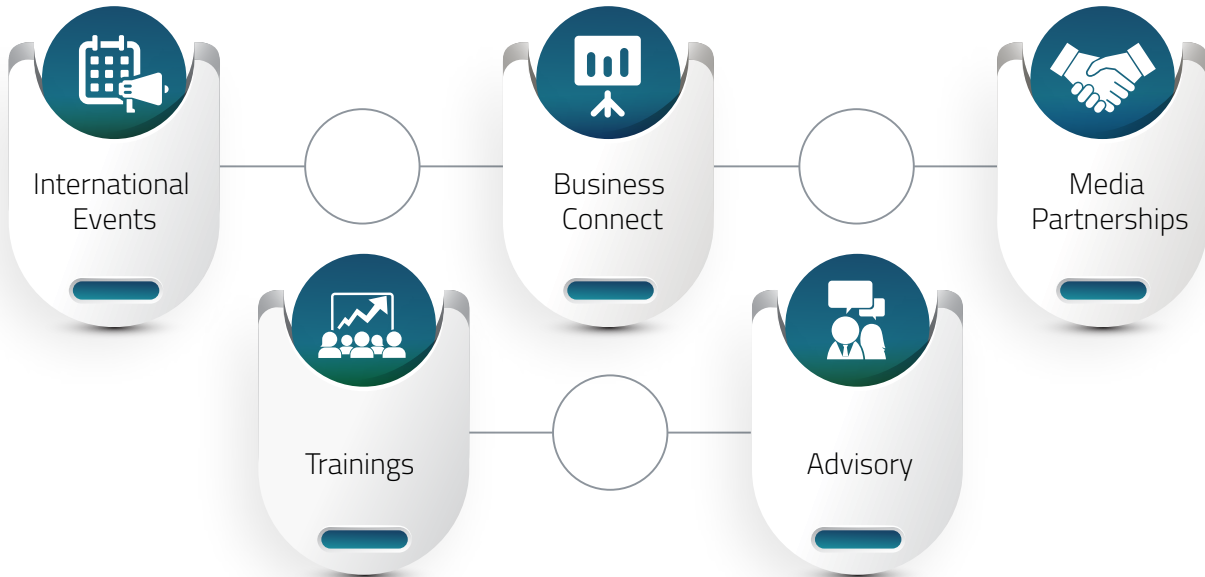 International
Events
Business
Connect
Media
Partnerships
Trainings
Advisory